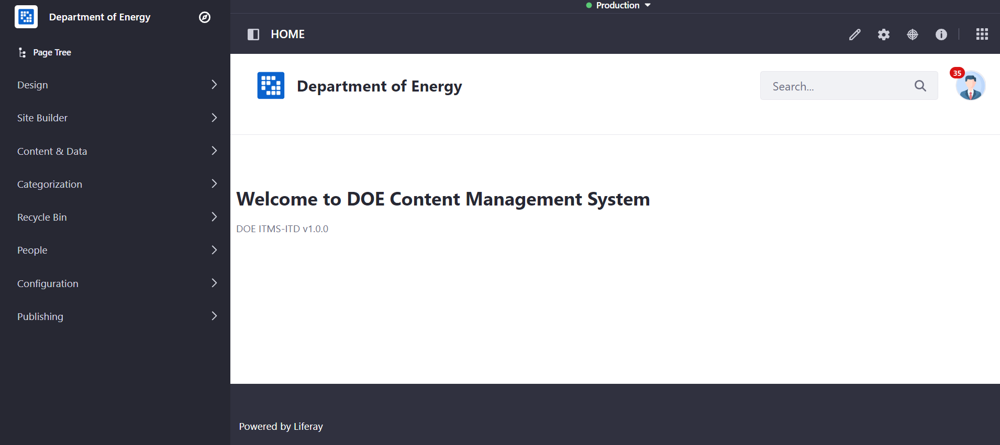 Department of Energy
Page Tree
Design
Site Builder
Content & Data
Categorization
Recycle Bin
People
Configuration
Publishing
Production
HOME
Department of Energy
Search...
35
Welcome to DOE Content Management System
DOE ITMS-ITD v1.0.0
Powered by Liferay